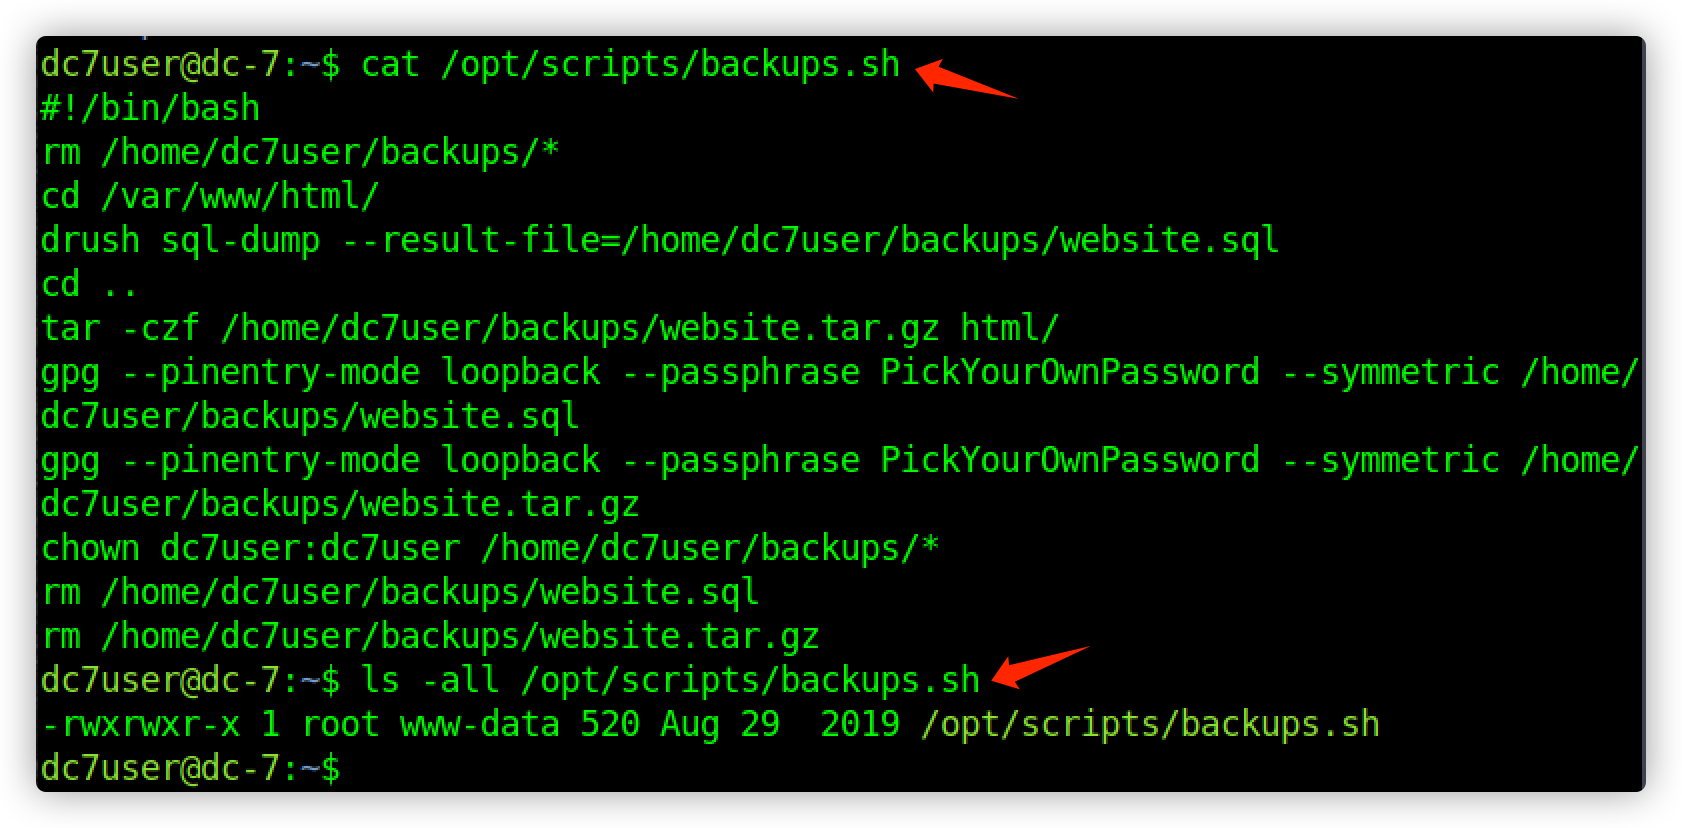 dc7user@dc-7:~$ cat /opt/scripts/backups.sh
#!/bin/bash
rm /home/dc7user/backups/*
cd /var/www/html/
drush sql-dump --result-file=/home/dc7user/backups/website.sql
cd ..
tar -czf /home/dc7user/backups/website.tar.gz html/
gpg --pinentry-mode loopback --passphrase PickYourOwnPassword --symmetric /home/
dc7user/backups/website.sql
gpg --pinentry-mode loopback --passphrase PickYourOwnPassword --symmetric /home/
dc7user/backups/website.tar.gz
chown dc7user:dc7user /home/dc7user/backups/*
rm /home/dc7user/backups/website.sql
rm /home/dc7user/backups/website.tar.gz
dc7user@dc-7:~$ ls -all /opt/scripts/backups.sh
-rwxrwxr-x 1 root www-data 520 Aug 29  2019 /opt/scripts/backups.sh
dc7user@dc-7:~$